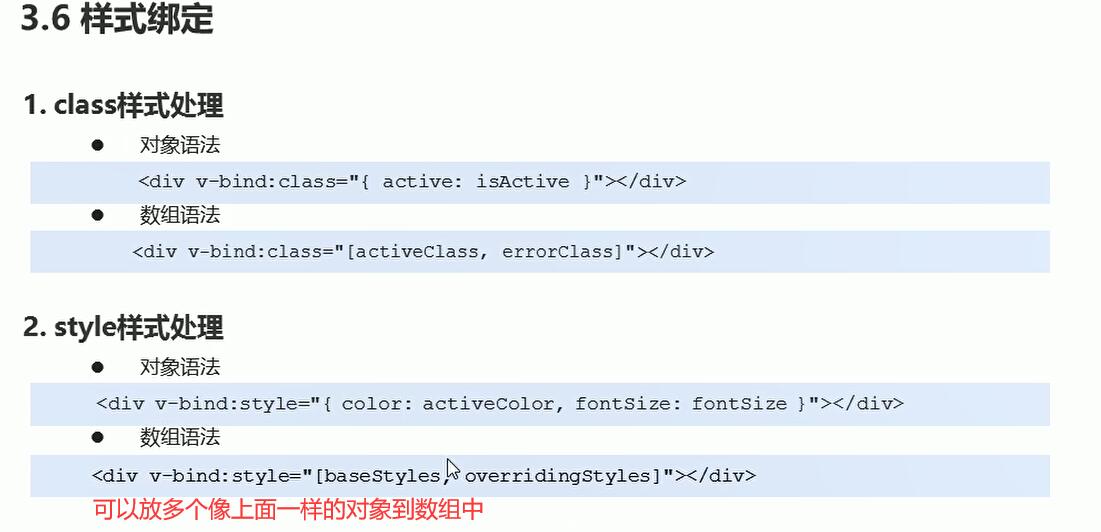 3.6 样式绑定
1. class样式处理
● 对象语法
<div v-bind:class="{ active: isActive }"></div>
● 数组语法
<div v-bind:class="[activeClass, errorClass]"></div>
2. style样式处理
● 对象语法
<div v-bind:style="{ color: activeColor, fontSize: fontSize }"></div>
● 数组语法
<div v-bind:style="[baseStyles, overridingStyles]"></div>
可以放多个像上面一样的对象到数组中